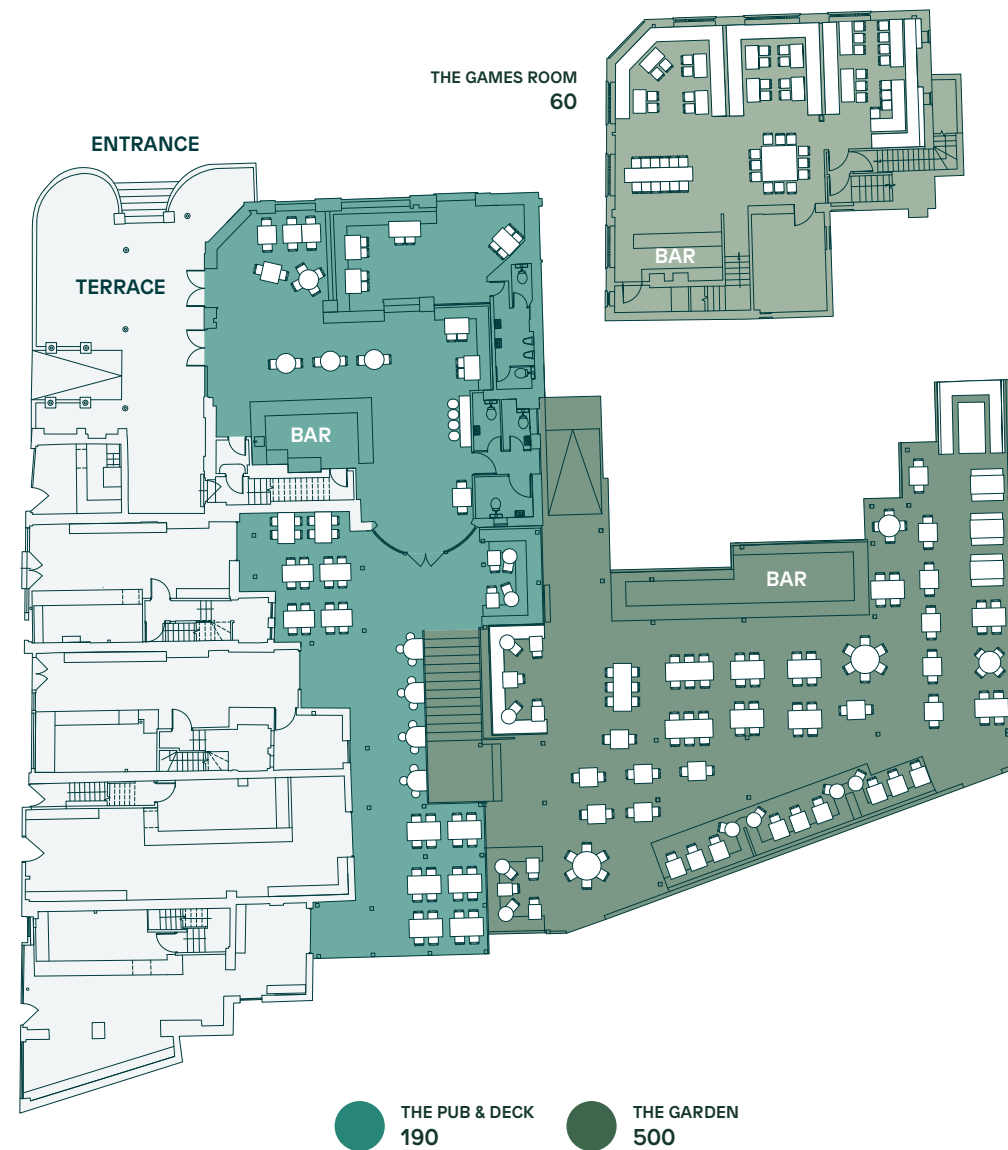 THE GAMES ROOM
60
ENTRANCE
TERRACE
BAR
BAR
BAR
THE PUB & DECK
190
THE GARDEN
500